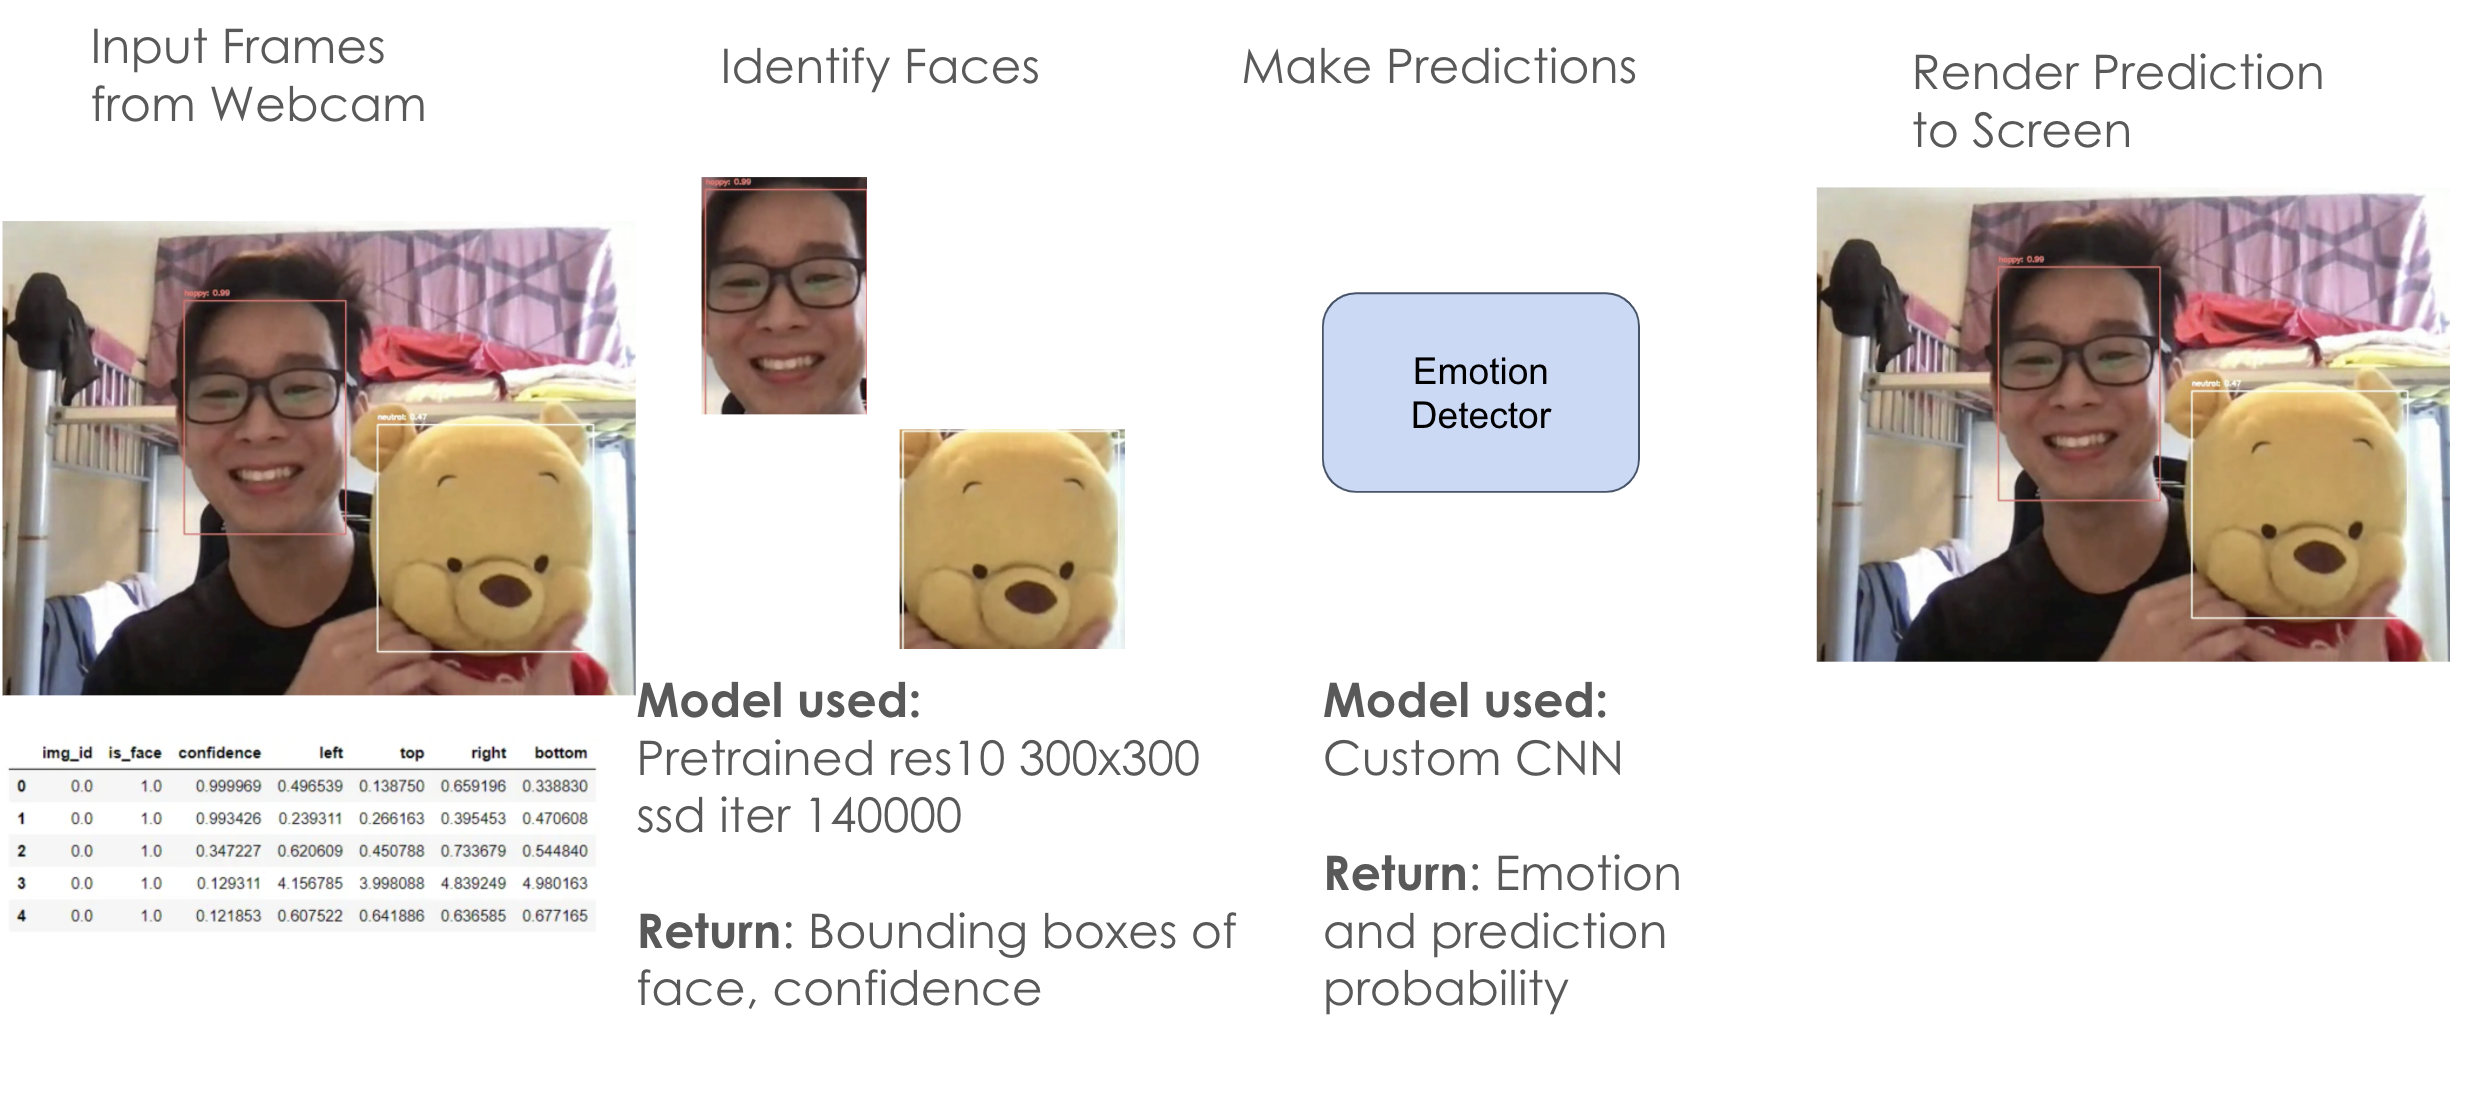 Input Frames
from Webcam
Identify Faces
Make Predictions
Render Prediction
to Screen
happy: 0.99
neutral: 0.47
happy: 0.99
Emotion
Detector
happy: 0.99
neutral: 0.47
img_id is_face confidence left top right bottom
0 0.0 1.0 0.999969 0.496539 0.138750 0.659196 0.338830
1 0.0 1.0 0.993426 0.239311 0.266163 0.395453 0.470608
2 0.0 1.0 0.347227 0.620609 0.450788 0.733679 0.544840
3 0.0 1.0 0.129311 4.156785 3.998088 4.839249 4.980163
4 0.0 1.0 0.121853 0.607522 0.641886 0.636585 0.677165
Model used:
Pretrained res10 300x300
ssd iter 140000
Return: Bounding boxes of
face, confidence
Model used:
Custom CNN
Return: Emotion
and prediction
probability